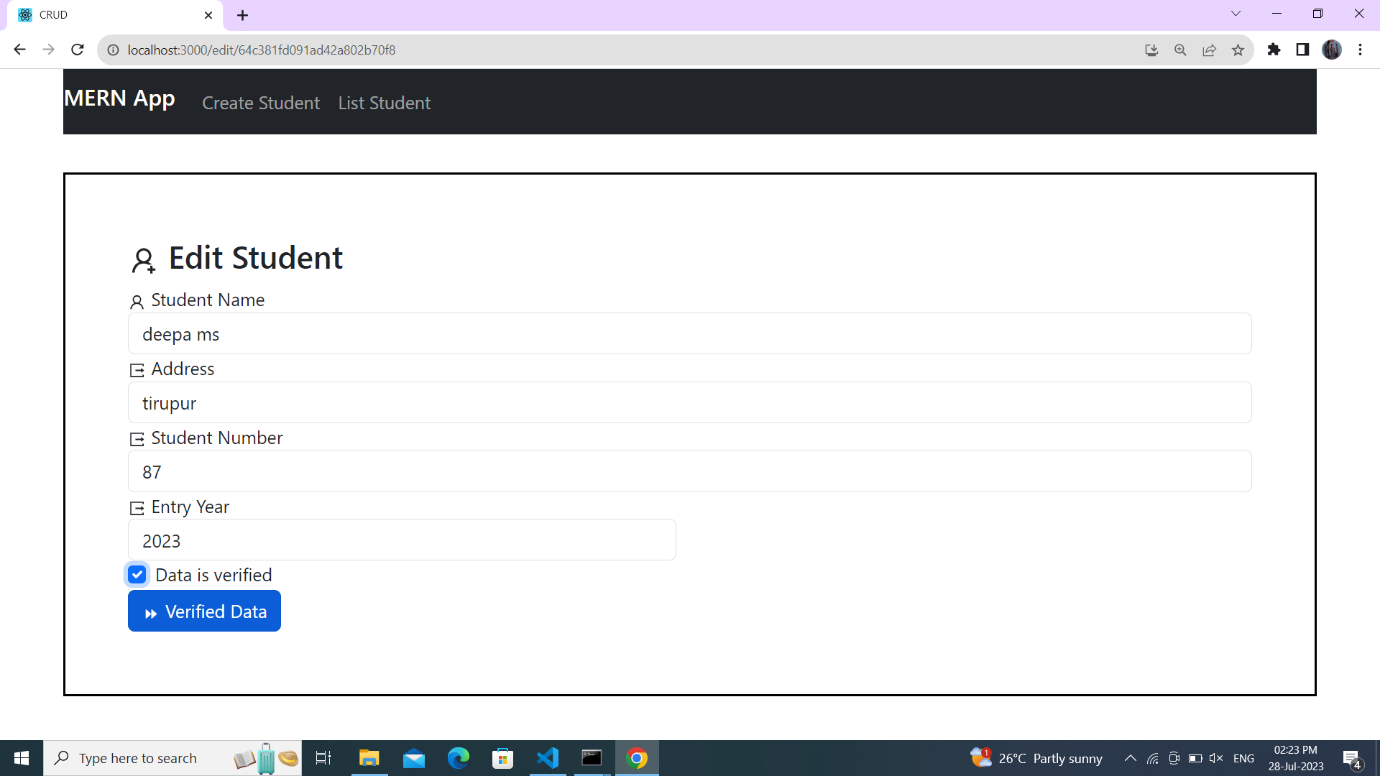 CRUD
localhost:3000/edit/64c381fd091ad42a802b70f8
MERN App Create Student List Student
Edit Student
Student Name
deepa ms
Address
tirupur
Student Number
87
Entry Year
2023
Data is verified
Verified Data
Type here to search
1
26°C Partly sunny
ENG
02:23 PM
28-Jul-2023
4